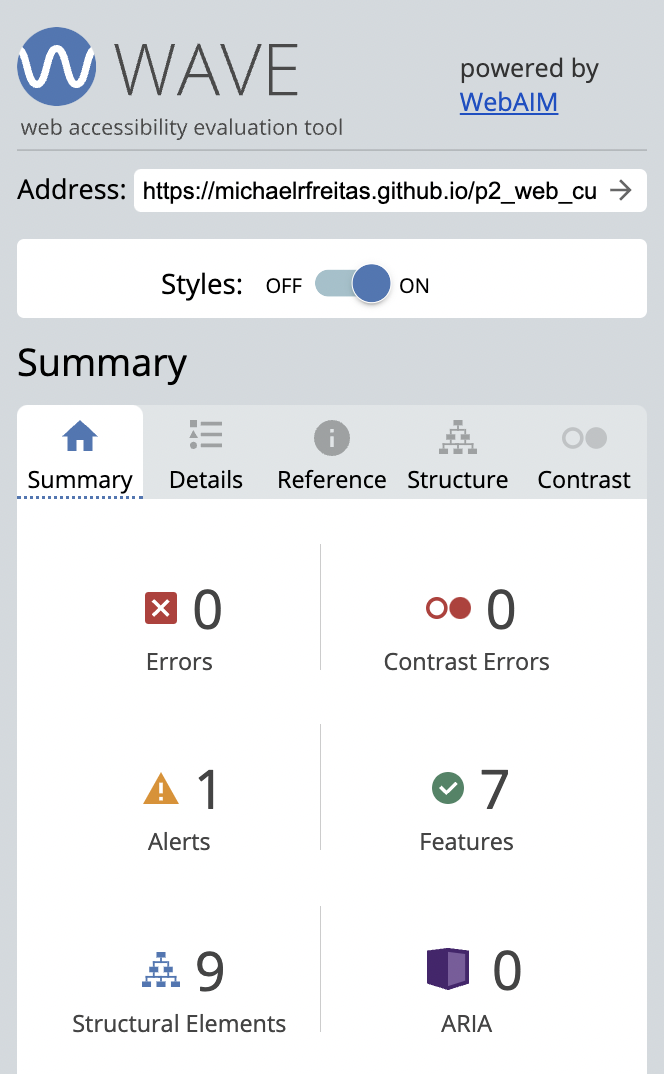 WAVE
web accessibility evaluation tool
powered by
WebAIM
Address: https://michaelrfreitas.github.io/p2_web_cu
Styles: OFF ON
Summary
Summary Details Reference Structure Contrast
0 0
Errors Contrast Errors
1 7
Alerts Features
9 0
Structural Elements ARIA